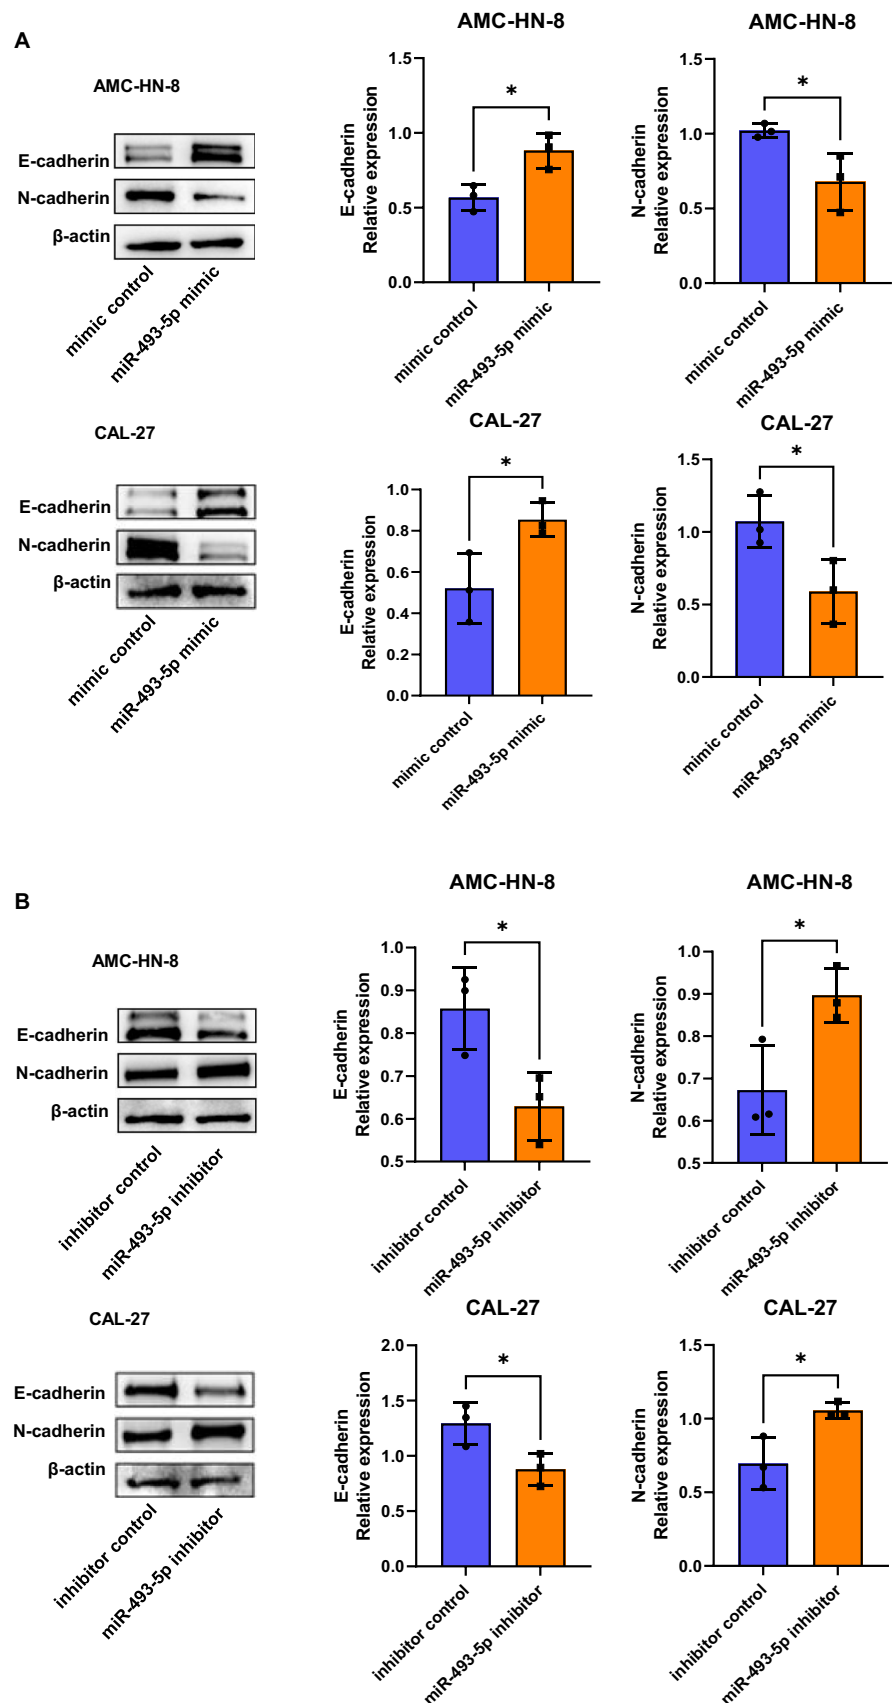 A
AMC-HN-8
E-cadherin
N-cadherin
β-actin
mimic control
miR-493-5p mimic
AMC-HN-8
E-cadherin
Relative expression
1.5
1.0
0.5
0.0
*
mimic control
miR-493-5p mimic
AMC-HN-8
N-cadherin
Relative expression
1.5
1.0
0.5
0.0
*
mimic control
miR-493-5p mimic
CAL-27
E-cadherin
N-cadherin
β-actin
mimic control
miR-493-5p mimic
CAL-27
E-cadherin
Relative expression
1.0
0.8
0.6
0.4
0.2
0.0
*
mimic control
miR-493-5p mimic
CAL-27
N-cadherin
Relative expression
1.5
1.0
0.5
0.0
*
mimic control
miR-493-5p mimic
B
AMC-HN-8
E-cadherin
N-cadherin
β-actin
inhibitor control
miR-493-5p inhibitor
AMC-HN-8
E-cadherin
Relative expression
1.0
0.9
0.8
0.7
0.6
0.5
*
inhibitor control
miR-493-5p inhibitor
AMC-HN-8
N-cadherin
Relative expression
1.0
0.9
0.8
0.7
0.6
0.5
*
inhibitor control
miR-493-5p inhibitor
CAL-27
E-cadherin
N-cadherin
β-actin
inhibitor control
miR-493-5p inhibitor
CAL-27
E-cadherin
Relative expression
2.0
1.5
1.0
0.5
0.0
*
inhibitor control
miR-493-5p inhibitor
CAL-27
N-cadherin
Relative expression
1.5
1.0
0.5
0.0
*
inhibitor control
miR-493-5p inhibitor